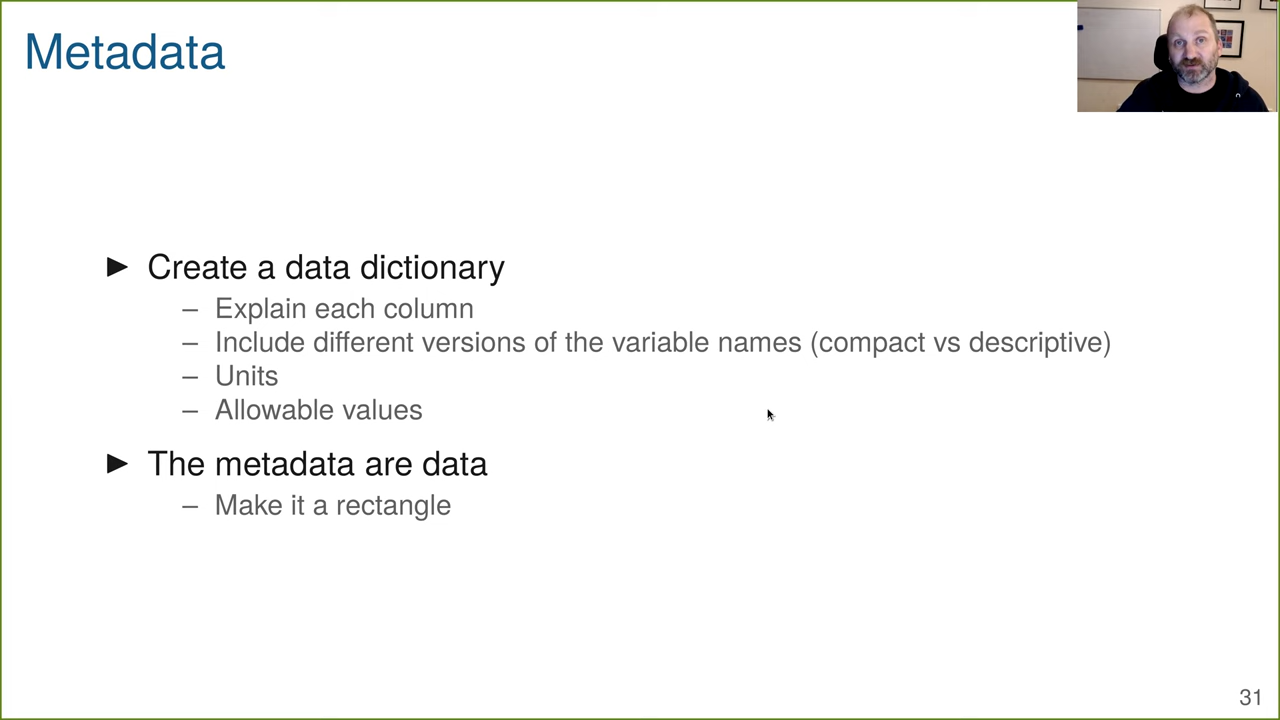 Metadata
▶ Create a data dictionary
– Explain each column
– Include different versions of the variable names (compact vs descriptive)
– Units
– Allowable values
▶ The metadata are data
– Make it a rectangle
31